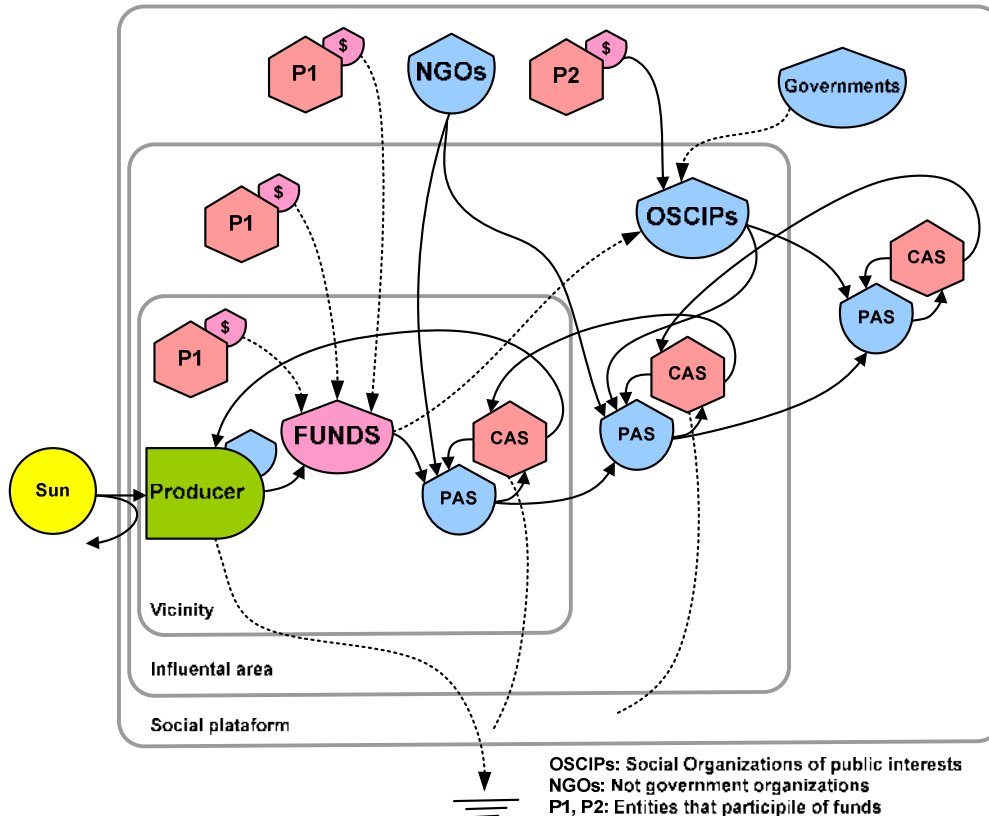 $
P1
NGOs
$
P2
Governments
$
P1
OSCIPs
CAS
PAS
$
P1
CAS
PAS
FUNDS
CAS
PAS
Sun
Producer
Vicinity
Influental area
Social plataform
OSCIPs: Social Organizations of public interests
NGOs: Not government organizations
P1, P2: Entities that participile of funds